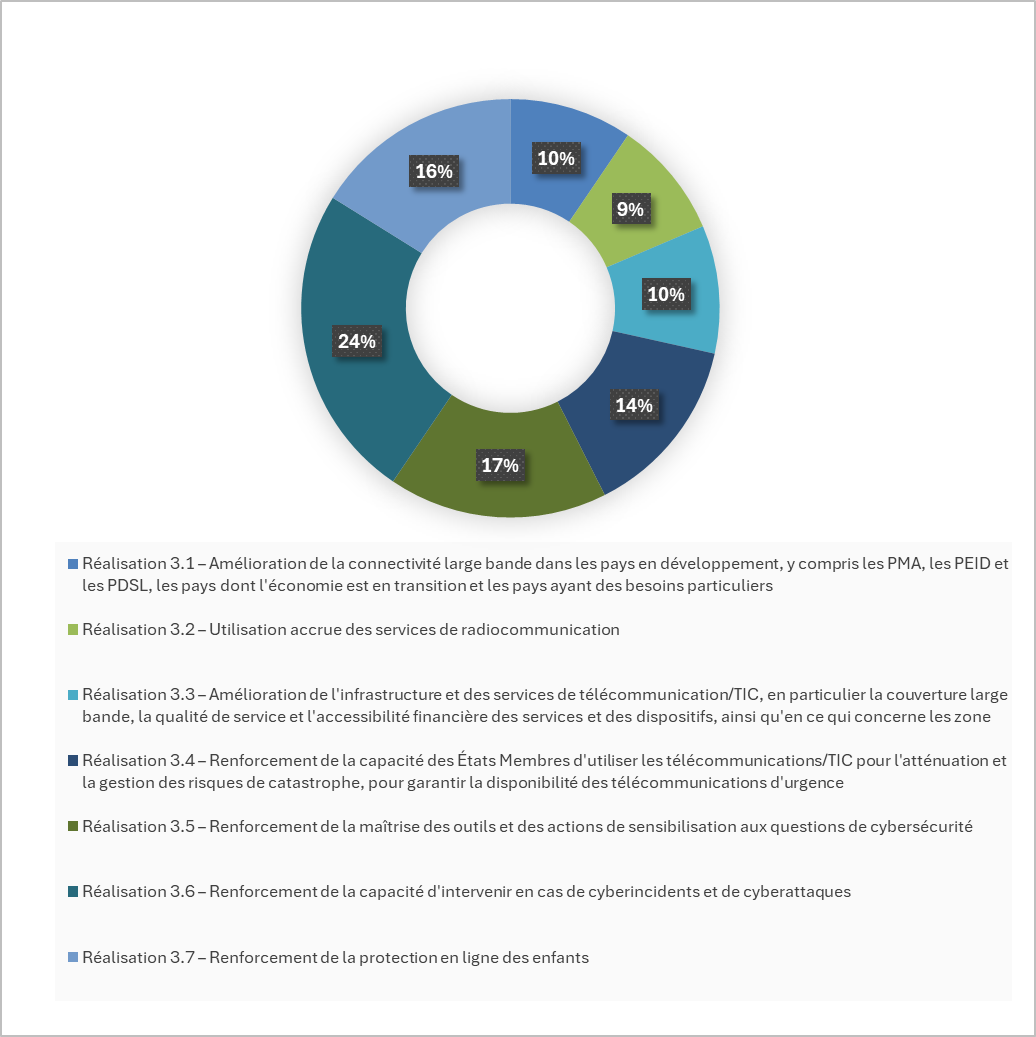 10%
16%
9%
10%
24%
14%
17%
Réalisation 3.1 – Amélioration de la connectivité large bande dans les pays en développement, y compris les PMA, les PEID et
les PDSL, les pays dont l'économie est en transition et les pays ayant des besoins particuliers
Réalisation 3.2 – Utilisation accrue des services de radiocommunication
Réalisation 3.3 – Amélioration de l'infrastructure et des services de télécommunication/TIC, en particulier la couverture large
bande, la qualité de service et l'accessibilité financière des services et des dispositifs, ainsi qu'en ce qui concerne les zone
Réalisation 3.4 – Renforcement de la capacité des États Membres d'utiliser les télécommunications/TIC pour l'atténuation et
la gestion des risques de catastrophe, pour garantir la disponibilité des télécommunications d'urgence
Réalisation 3.5 – Renforcement de la maîtrise des outils et des actions de sensibilisation aux questions de cybersécurité
Réalisation 3.6 – Renforcement de la capacité d'intervenir en cas de cyberincidents et de cyberattaques
Réalisation 3.7 – Renforcement de la protection en ligne des enfants